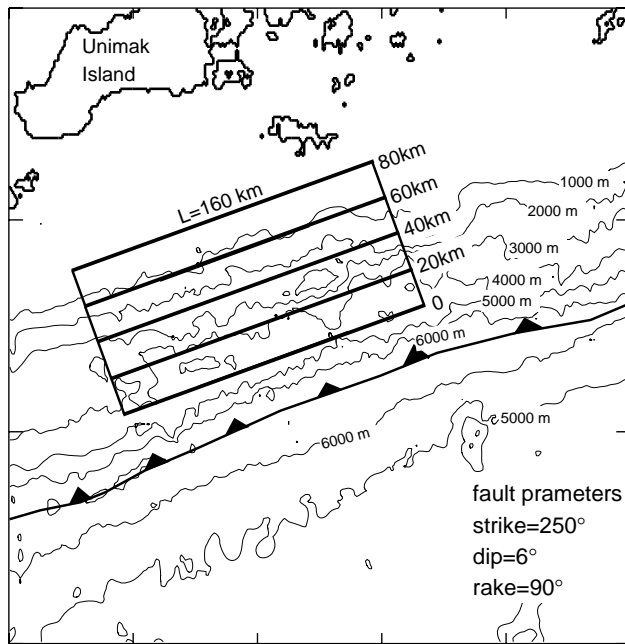 Unimak
Island
80km
L=160 km
60km
1000 m
2000 m
40km
3000 m
20km
4000 m
0
5000 m
6000 m
5000 m
6000 m
fault prameters
strike=250°
dip=6°
rake=90°